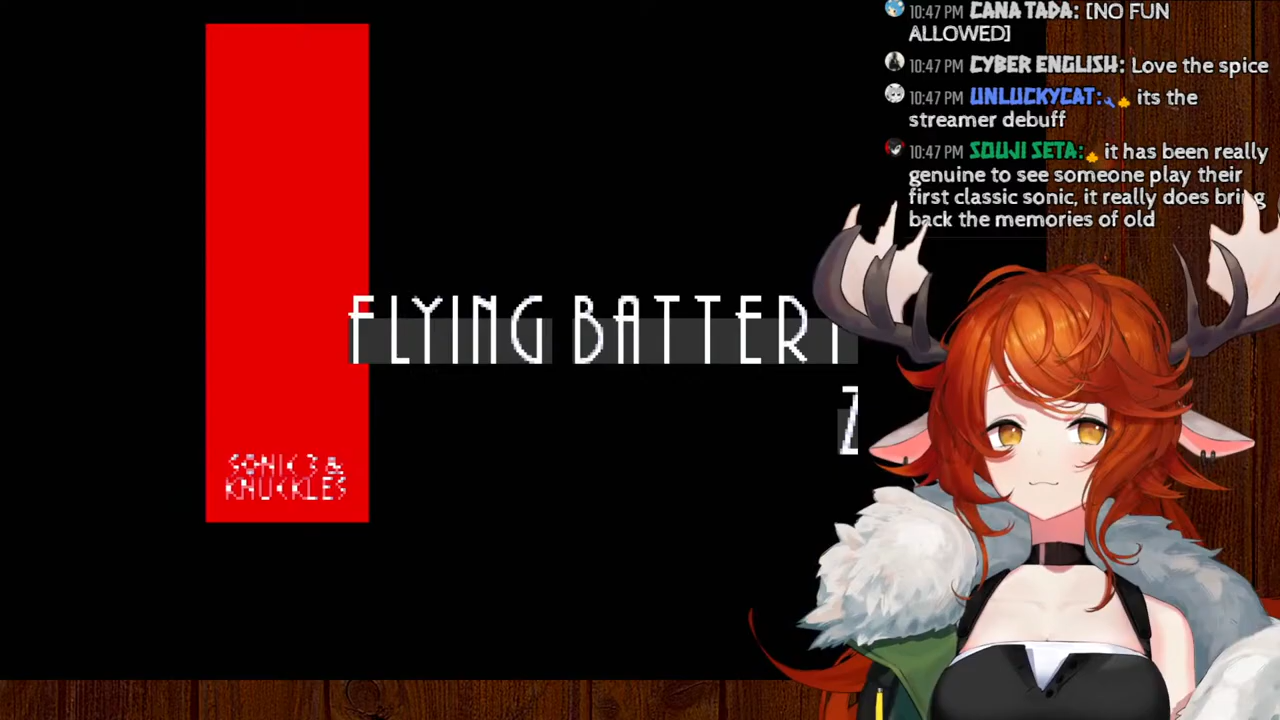 10:47 PM CANA TADA: [NO FUN
ALLOWED]
10:47 PM CYBER ENGLISH: Love the spice
10:47 PM UNLUCKYCAT: its the
streamer debuff
10:47 PM SOUJI SETA: it has been really
genuine to see someone play their
first classic sonic, it really does bring
back the memories of old
FLYING BATTERY
Z
SONIC 3 &
KNUCKLES